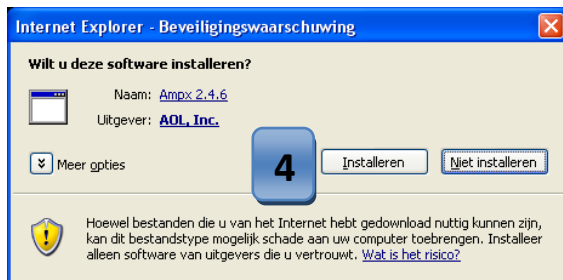 Internet Explorer - Beveiligingswaarschuwing
Wilt u deze software installeren?
Naam: Ampx 2.4.6
Uitgever: AOL, Inc.
Meer opties
4
Installeren
Niet installeren
Hoewel bestanden die u van het Internet hebt gedownload nuttig kunnen zijn,
kan dit bestandstype mogelijk schade aan uw computer toebrengen. Installeer
alleen software van uitgevers die u vertrouwt. Wat is het risico?